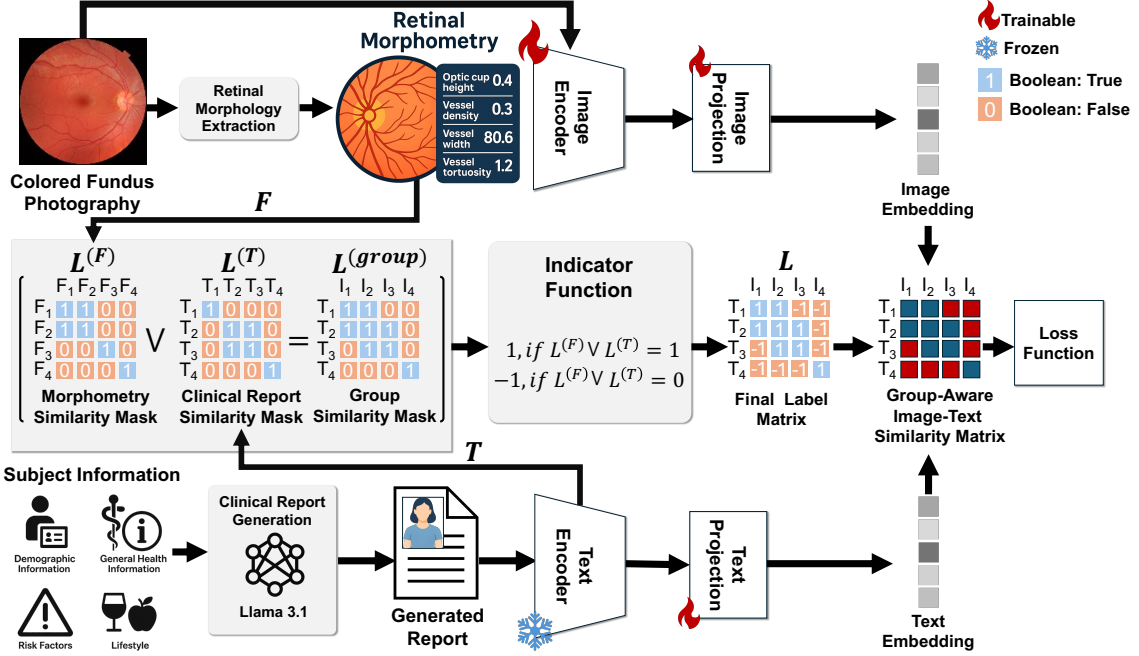 Retinal
Morphometry
Trainable
Frozen
1 Boolean: True
0 Boolean: False
Retinal
Morphology
Extraction
Optic cup
height 0.4
Vessel
density 0.3
Vessel
width 80.6
Vessel
tortuosity 1.2
Image
Encoder
Image
Projection
Colored Fundus
Photography
Image
Embedding
F
L(F)
F1 F2 F3 F4
F1 1 1 0 0
F2 1 1 0 0
F3 0 0 1 0
F4 0 0 0 1
Morphometry
Similarity Mask
V
L(T)
T1 T2 T3 T4
T1 1 0 0 0
T2 0 1 1 0
T3 0 1 1 0
T4 0 0 0 1
Clinical Report
Similarity Mask
=
L(group)
I1 I2 I3 I4
T1 1 1 0 0
T2 1 1 1 0
T3 0 1 1 0
T4 0 0 0 1
Group
Similarity Mask
Indicator
Function
1, if L(F) V L(T) = 1
−1, if L(F) V L(T) = 0
L
I1 I2 I3 I4
T1 1 1 -1 -1
T2 1 1 1 -1
T3 -1 1 1 -1
T4 -1 -1 -1 1
Final Label
Matrix
I1 I2 I3 I4
T1
T2
T3
T4
Group-Aware
Image-Text
Similarity Matrix
Loss
Function
T
Subject Information
Demographic
Information
General Health
Information
Risk Factors
Lifestyle
Clinical Report
Generation
Llama 3.1
Generated
Report
Text
Encoder
Text
Projection
Text
Embedding